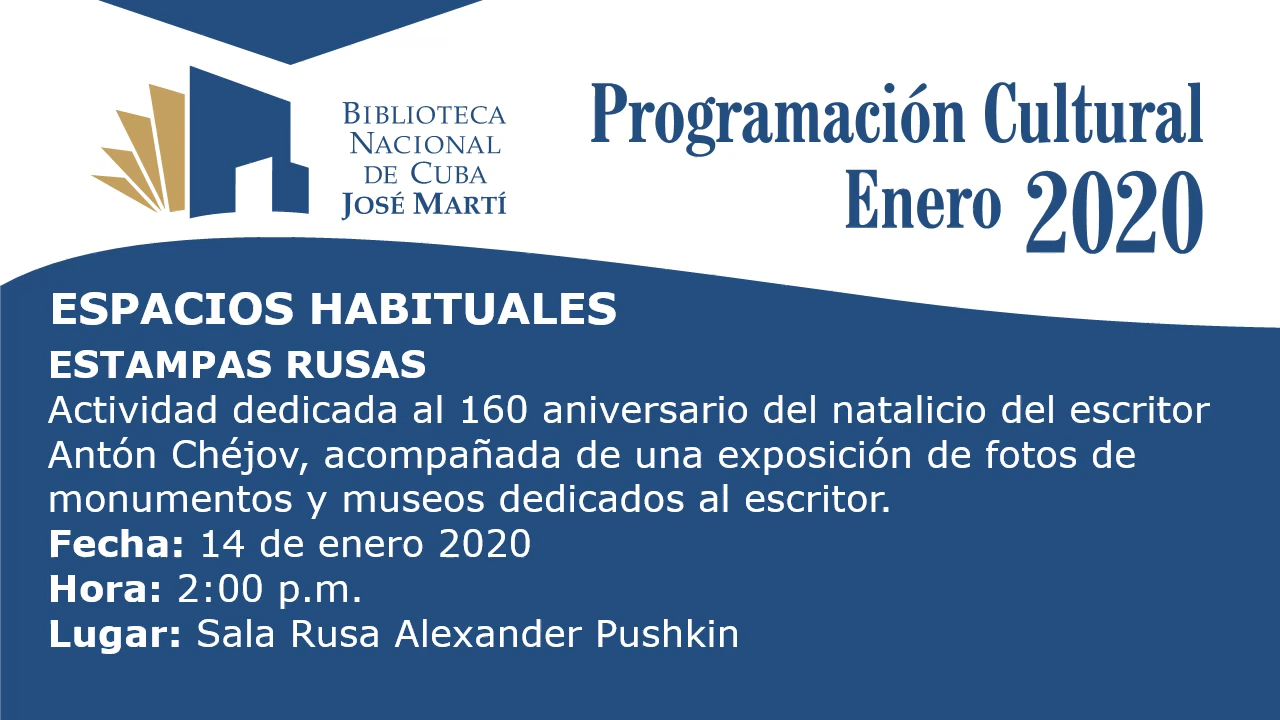 BIBLIOTECA
NACIONAL
DE CUBA
JOSÉ MARTÍ
Programación Cultural
Enero 2020
ESPACIOS HABITUALES
ESTAMPAS RUSAS
Actividad dedicada al 160 aniversario del natalicio del escritor
Antón Chéjov, acompañada de una exposición de fotos de
monumentos y museos dedicados al escritor.
Fecha: 14 de enero 2020
Hora: 2:00 p.m.
Lugar: Sala Rusa Alexander Pushkin